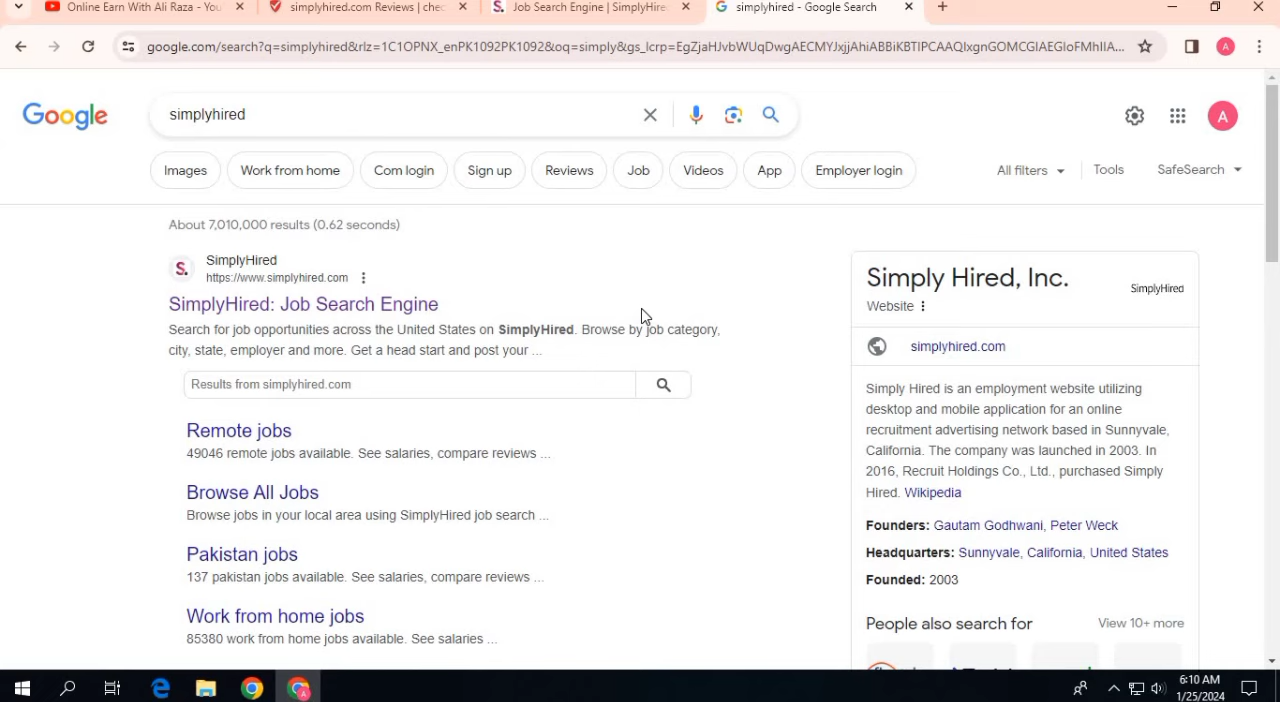 Online Earn With Ali Raza - You
simplyhired.com Reviews | chec
Job Search Engine | SimplyHire
simplyhired - Google Search
google.com/search?q=simplyhired&rlz=1C1OPNX_enPK1092PK1092&oq=simply&gs_lcrp=EgZjaHJvbWUqDwgAECMYJxjjAhiABBiKBTIPCAAQIxgnGOMCGIAEGIoFMhIIA...
Google
simplyhired
A
Images
Work from home
Com login
Sign up
Reviews
Job
Videos
App
Employer login
All filters
Tools
SafeSearch
About 7,010,000 results (0.62 seconds)
S.
SimplyHired
https://www.simplyhired.com
SimplyHired: Job Search Engine
Search for job opportunities across the United States on SimplyHired. Browse by job category,
city, state, employer and more. Get a head start and post your ...
Results from simplyhired.com
Remote jobs
49046 remote jobs available. See salaries, compare reviews ...
Browse All Jobs
Browse jobs in your local area using SimplyHired job search ...
Pakistan jobs
137 pakistan jobs available. See salaries, compare reviews ...
Work from home jobs
85380 work from home jobs available. See salaries ...
Simply Hired, Inc.
SimplyHired
Website
simplyhired.com
Simply Hired is an employment website utilizing
desktop and mobile application for an online
recruitment advertising network based in Sunnyvale,
California. The company was launched in 2003. In
2016, Recruit Holdings Co., Ltd., purchased Simply
Hired. Wikipedia
Founders: Gautam Godhwani, Peter Weck
Headquarters: Sunnyvale, California, United States
Founded: 2003
People also search for
View 10+ more
6:10 AM
1/25/2024